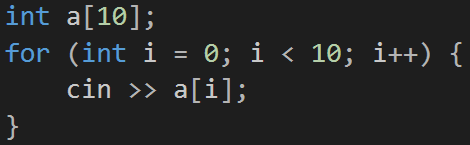 int a[10];
for (int i = 0; i < 10; i++) {
    cin >> a[i];
}